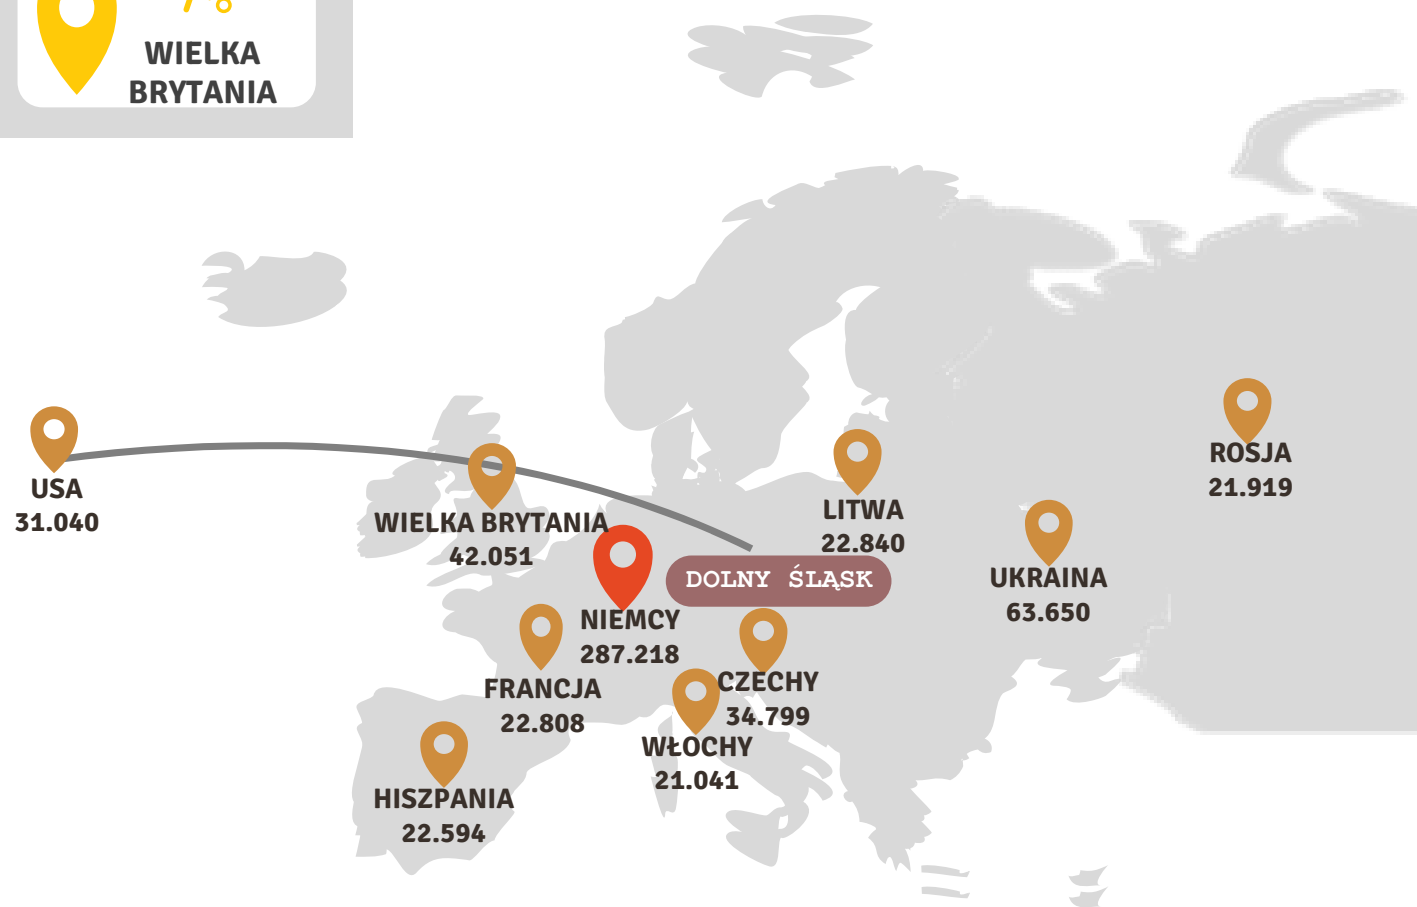 WIELKA
BRYTANIA
USA
31.040
WIELKA BRYTANIA
42.051
NIEMCY
287.218
DOLNY ŚLĄSK
LITWA
22.840
ROSJA
21.919
UKRAINA
63.650
FRANCJA
22.808
CZECHY
34.799
WŁOCHY
21.041
HISZPANIA
22.594